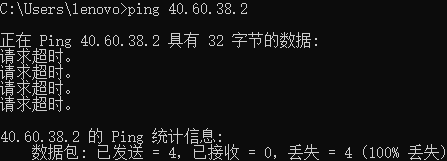 C:\Users\lenovo>ping 40.60.38.2
正在 Ping 40.60.38.2 具有 32 字节的数据:
请求超时。
请求超时。
请求超时。
请求超时。
40.60.38.2 的 Ping 统计信息:
数据包: 已发送 = 4，已接收 = 0，丢失 = 4 (100% 丢失)